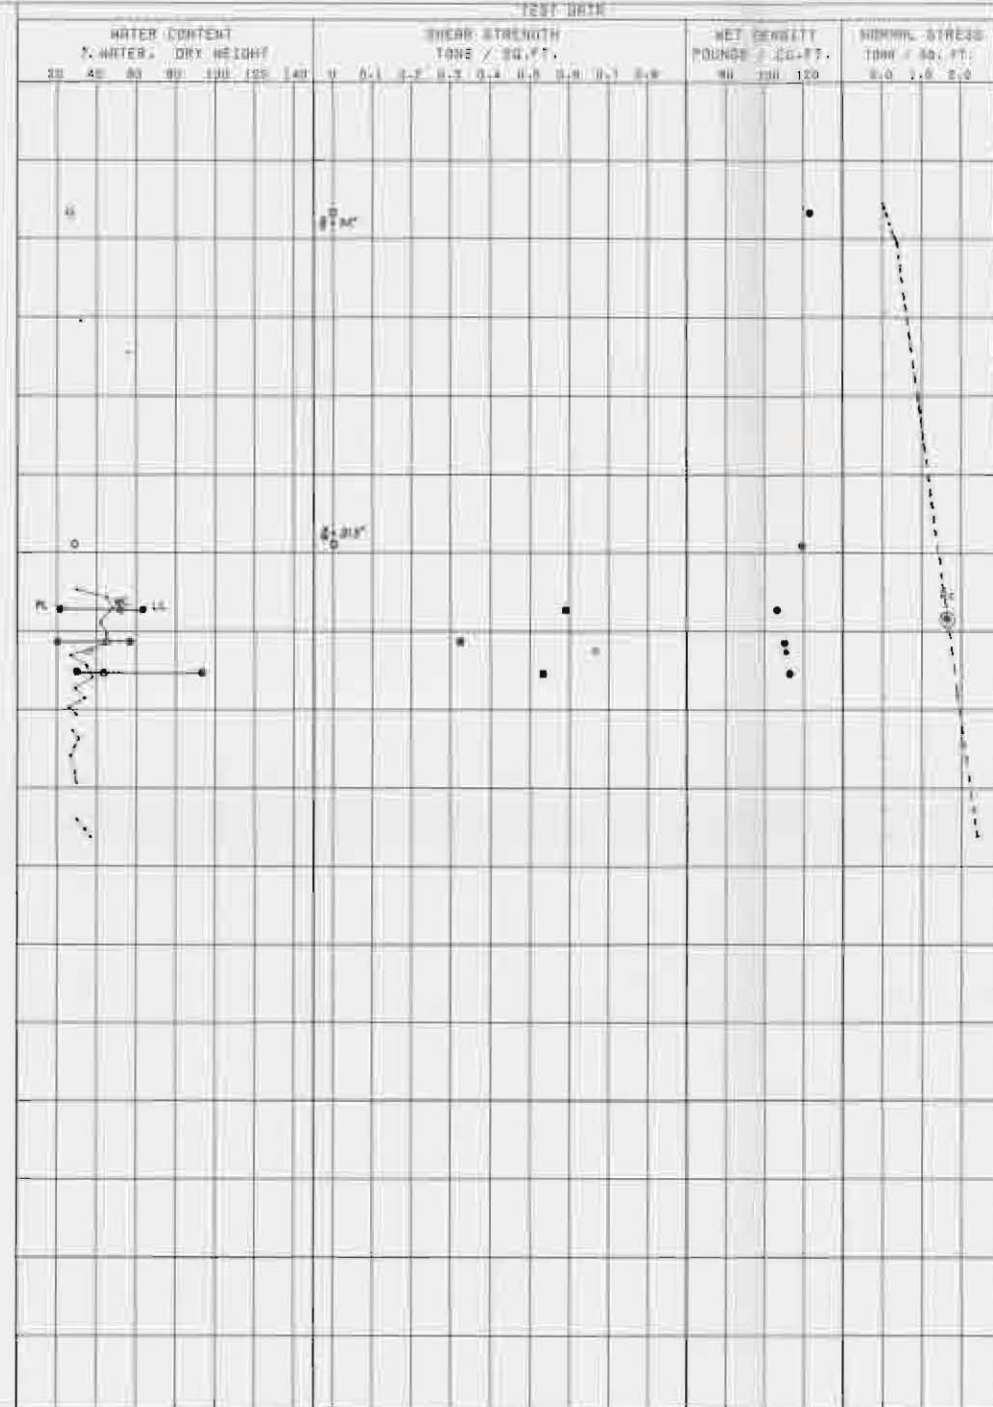 TEST DATA
WATER CONTENT
%. WATER, DRY WEIGHT
20 40 60 80 100 120 140
SHEAR STRENGTH
TONS / SQ.FT.
0 0.1 0.2 0.3 0.4 0.5 0.6 0.7 0.8
WET DENSITY
POUNDS / CU.FT.
80 100 120
NORMAL STRESS
TONS / SQ. FT.
0.0 1.0 2.0
PL
LL